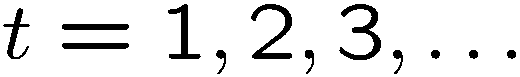 t = 1, 2, 3, . . .